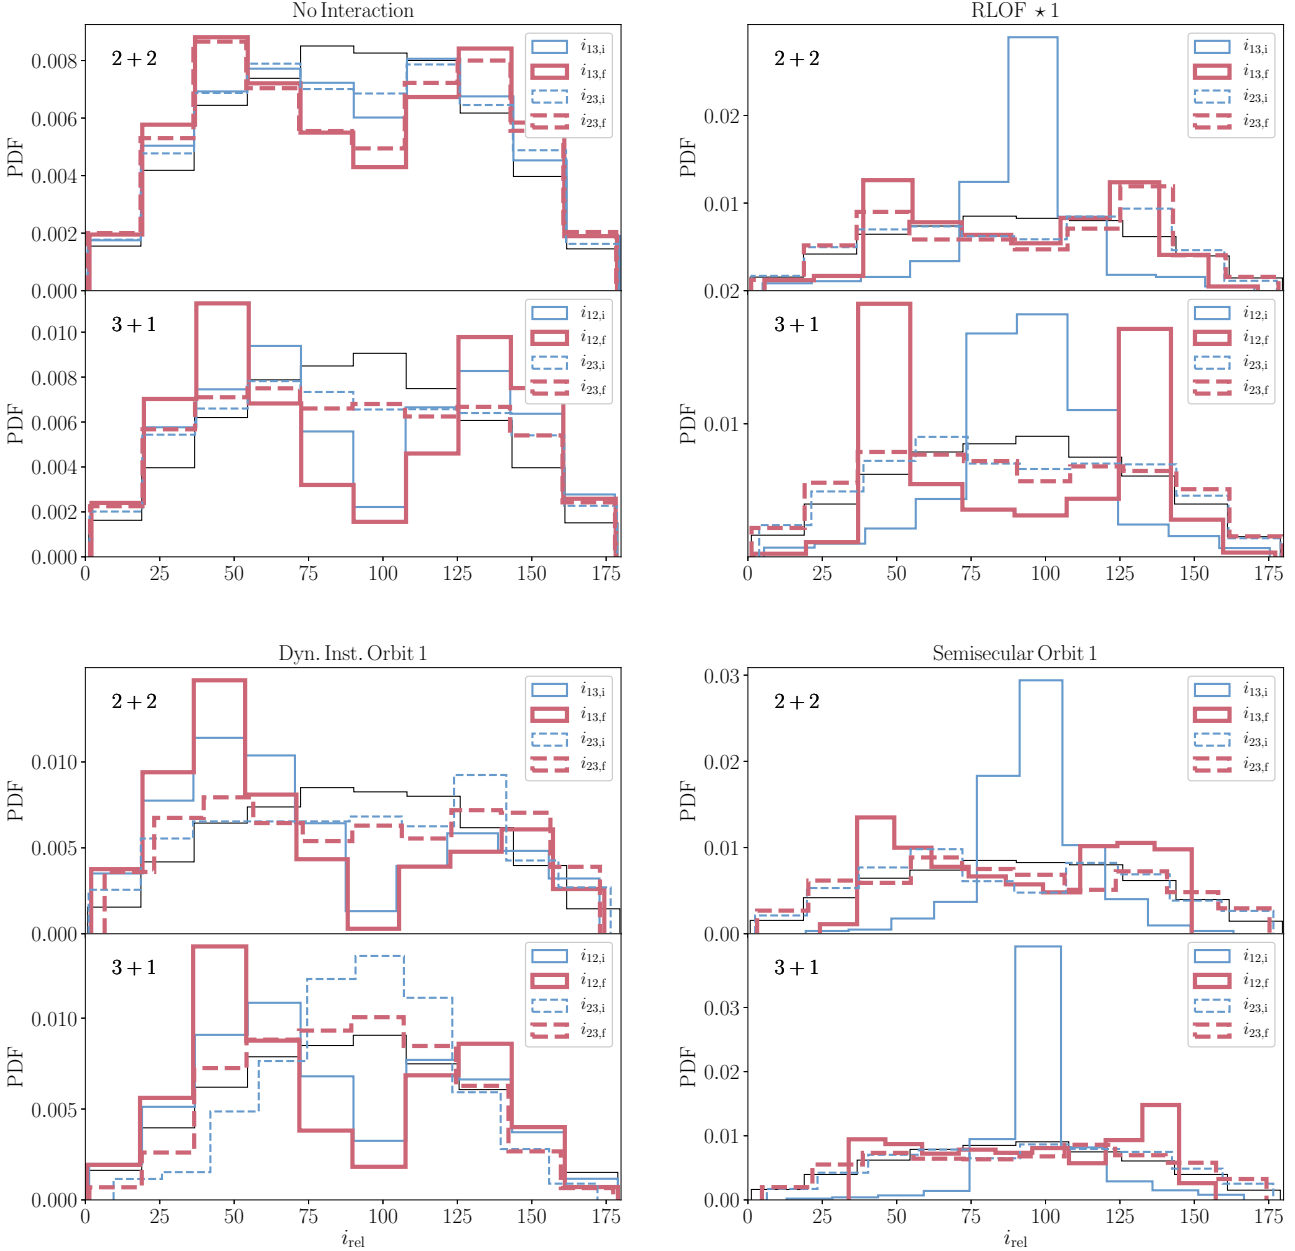 No Interaction
2 + 2
i13,i
i13,f
i23,i
i23,f
PDF
0.008
0.006
0.004
0.002
0.000
3 + 1
i12,i
i12,f
i23,i
i23,f
PDF
0.010
0.008
0.006
0.004
0.002
0.000
0 25 50 75 100 125 150 175
RLOF ⋆ 1
2 + 2
i13,i
i13,f
i23,i
i23,f
PDF
0.02
0.01
0.02
3 + 1
i12,i
i12,f
i23,i
i23,f
PDF
0.01
0 25 50 75 100 125 150 175
Dyn. Inst. Orbit 1
2 + 2
i13,i
i13,f
i23,i
i23,f
PDF
0.010
0.005
0.000
3 + 1
i12,i
i12,f
i23,i
i23,f
PDF
0.010
0.005
0.000
0 25 50 75 100 125 150 175
irel
Semisecular Orbit 1
2 + 2
i13,i
i13,f
i23,i
i23,f
PDF
0.03
0.02
0.01
0.00
3 + 1
i12,i
i12,f
i23,i
i23,f
PDF
0.03
0.02
0.01
0.00
0 25 50 75 100 125 150 175
irel